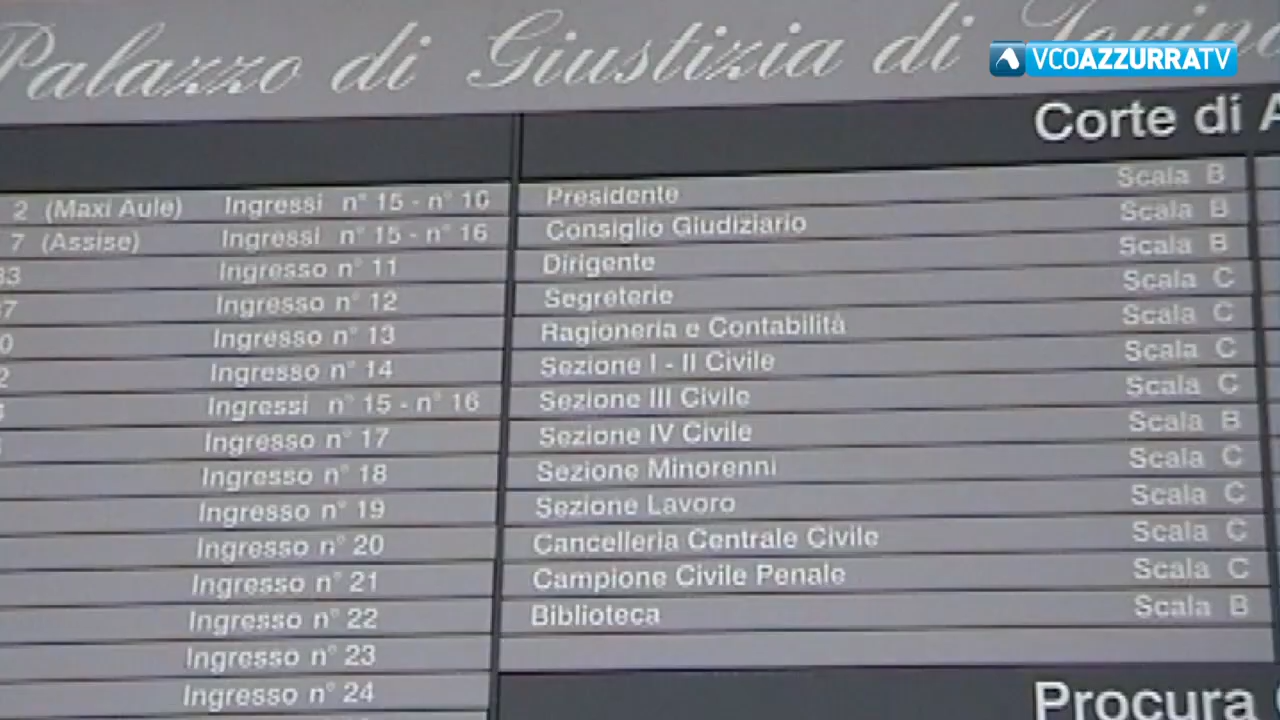 Palazzo di Giustizia di Torino
VCOAZZURRATV
Corte di A
2 (Maxi Aule) Ingressi n° 15 - n° 16
7 (Assise) Ingressi n° 15 - n° 16
Ingresso n° 11
Ingresso n° 12
Ingresso n° 13
Ingresso n° 14
Ingressi n° 15 - n° 16
Ingresso n° 17
Ingresso n° 18
Ingresso n° 19
Ingresso n° 20
Ingresso n° 21
Ingresso n° 22
Ingresso n° 23
Ingresso n° 24
Presidente Scala B
Consiglio Giudiziario Scala B
Dirigente Scala B
Segreterie Scala C
Ragioneria e Contabilità Scala C
Sezione I - II Civile Scala C
Sezione III Civile Scala C
Sezione IV Civile Scala B
Sezione Minorenni Scala C
Sezione Lavoro Scala C
Cancelleria Centrale Civile Scala C
Campione Civile Penale Scala C
Biblioteca Scala B
Procura